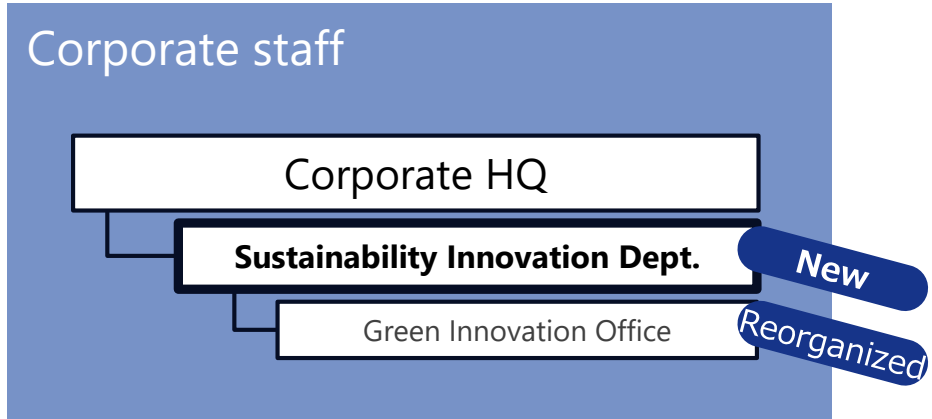 Corporate staff
Corporate HQ
Sustainability Innovation Dept.
New
Green Innovation Office
Reorganized